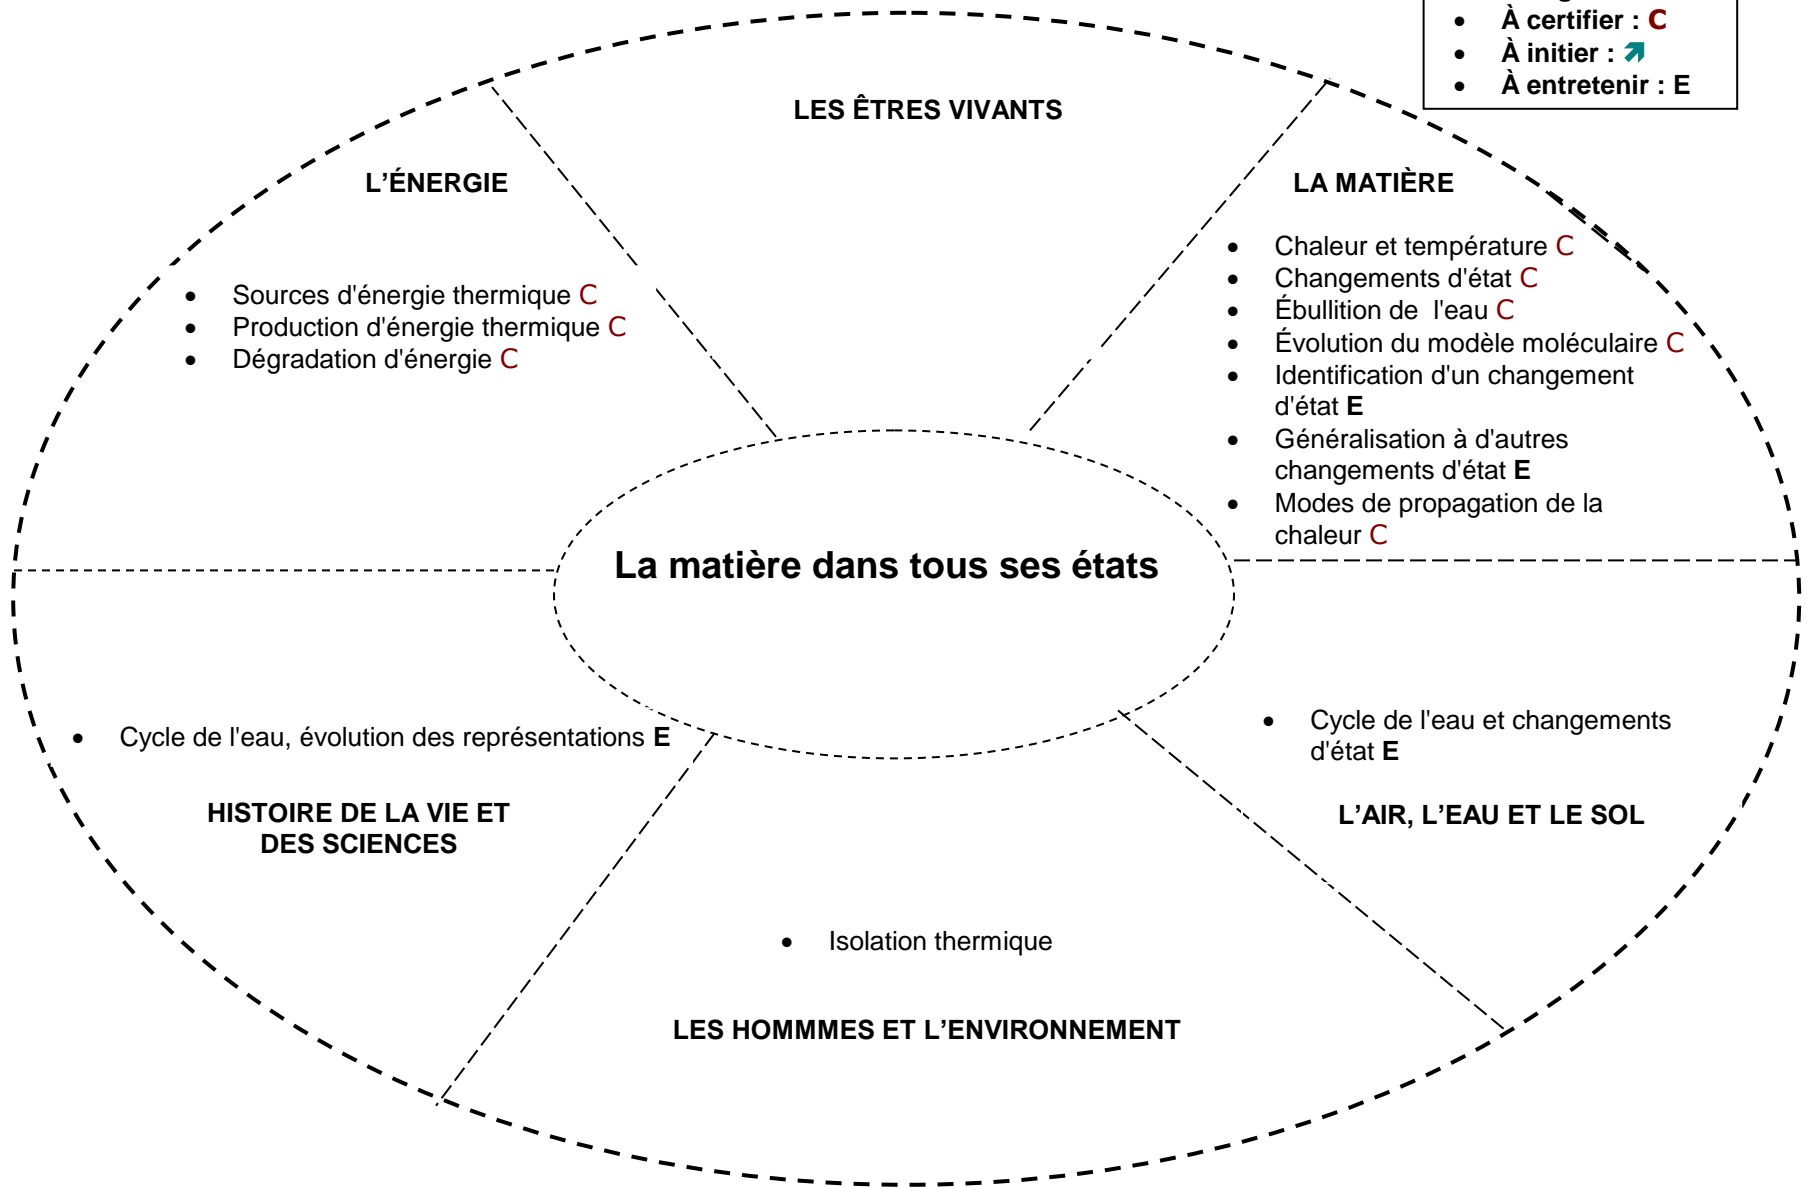 • À certifier : C
• À initier : ↗
• À entretenir : E
LES ÊTRES VIVANTS
L’ÉNERGIE
• Sources d'énergie thermique C
• Production d'énergie thermique C
• Dégradation d'énergie C
LA MATIÈRE
• Chaleur et température C
• Changements d'état C
• Ébullition de l'eau C
• Évolution du modèle moléculaire C
• Identification d'un changement
d'état E
• Généralisation à d'autres
changements d'état E
• Modes de propagation de la
chaleur C
La matière dans tous ses états
• Cycle de l'eau, évolution des représentations E
HISTOIRE DE LA VIE ET
DES SCIENCES
• Cycle de l'eau et changements
d'état E
L’AIR, L’EAU ET LE SOL
• Isolation thermique
LES HOMMMES ET L’ENVIRONNEMENT